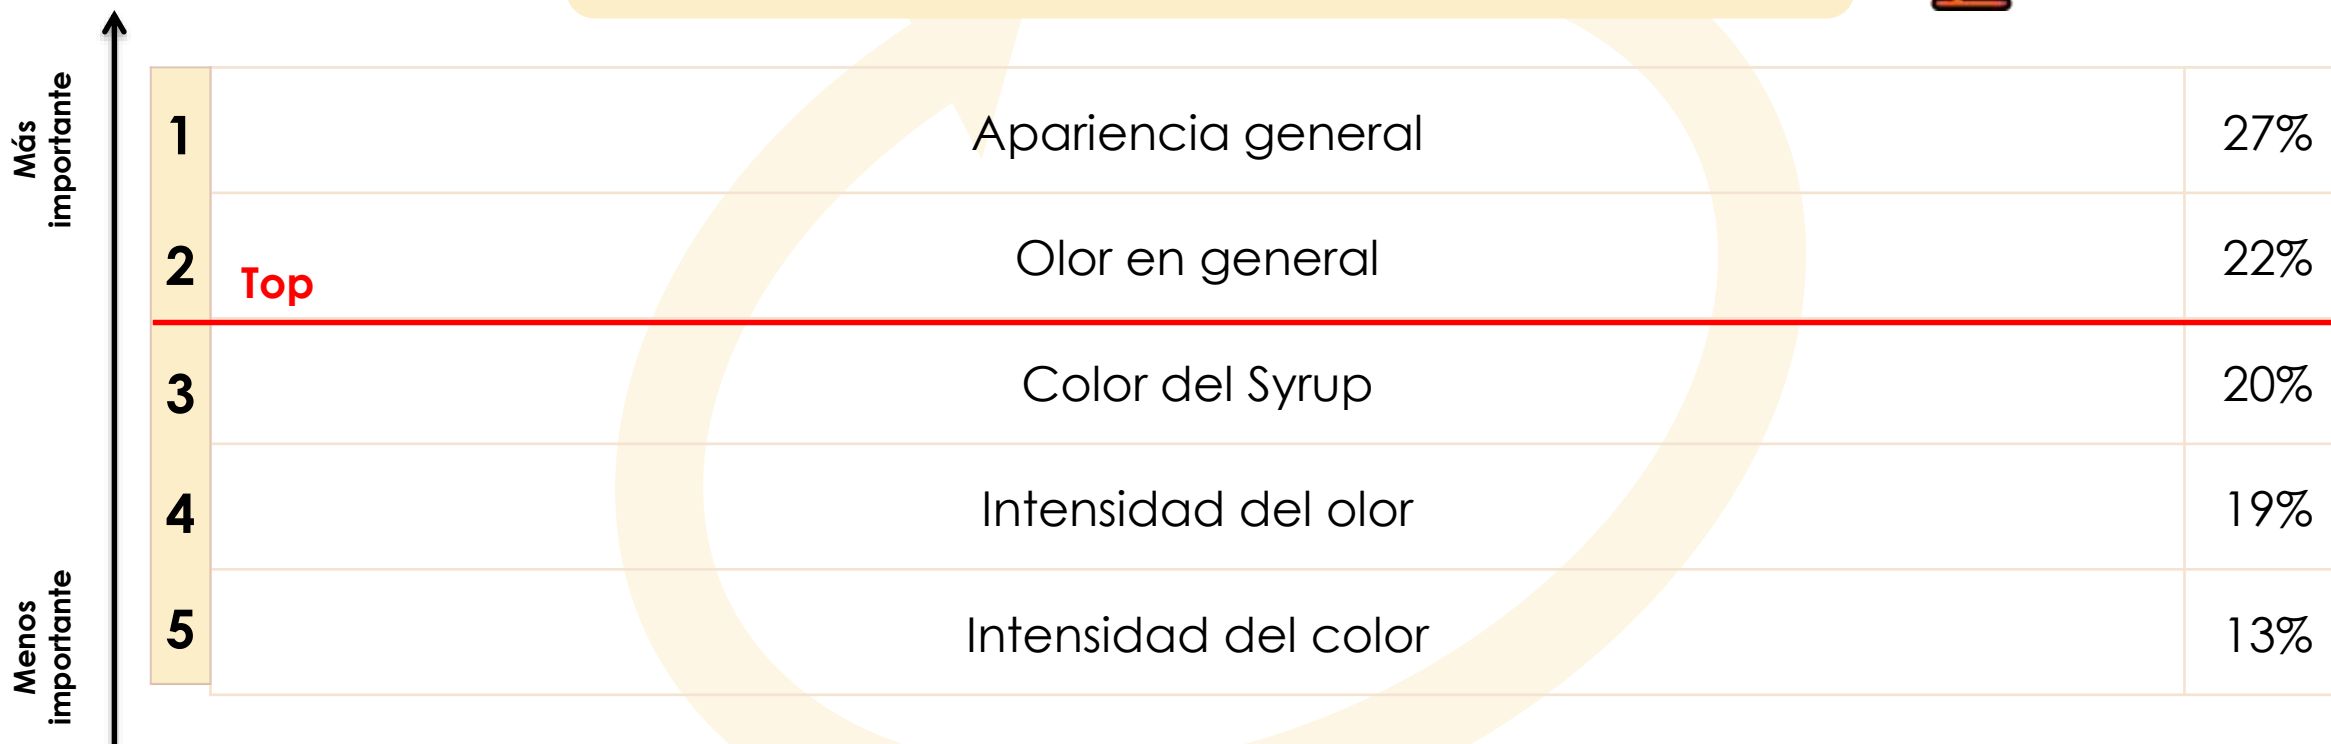 Más
importante
1 Apariencia general 27%
2 Top Olor en general 22%
3 Color del Syrup 20%
4 Intensidad del olor 19%
5 Intensidad del color 13%
Menos
importante